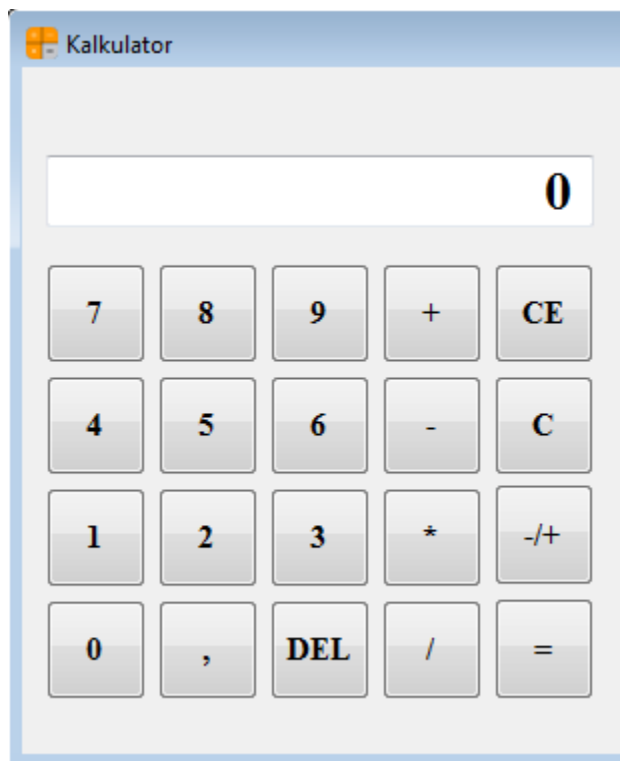 Kalkulator
0
7 8 9 + CE
4 5 6 - C
1 2 3 * -/+
0 , DEL / =